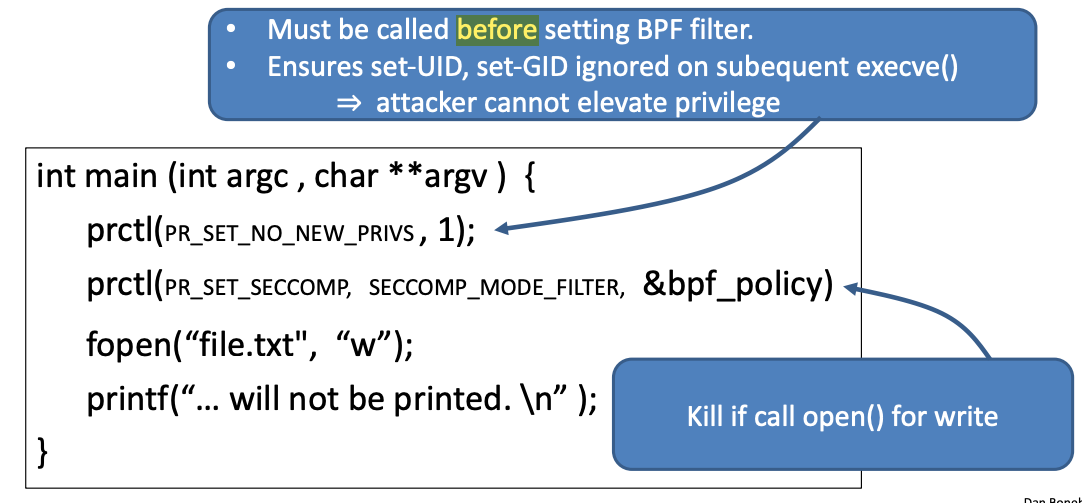 • Must be called before setting BPF filter.
• Ensures set-UID, set-GID ignored on subequent execve()
⇒ attacker cannot elevate privilege
int main (int argc , char **argv ) {
prctl(PR_SET_NO_NEW_PRIVS , 1);
prctl(PR_SET_SECCOMP, SECCOMP_MODE_FILTER, &bpf_policy)
fopen(“file.txt", “w”);
printf(“… will not be printed. \n” );
}
Kill if call open() for write